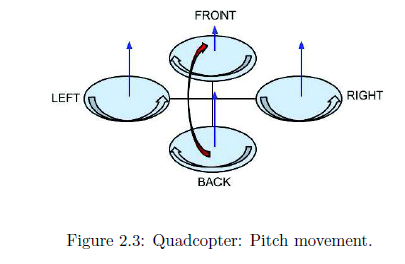 FRONT
LEFT
RIGHT
BACK
Figure 2.3: Quadcopter: Pitch movement.